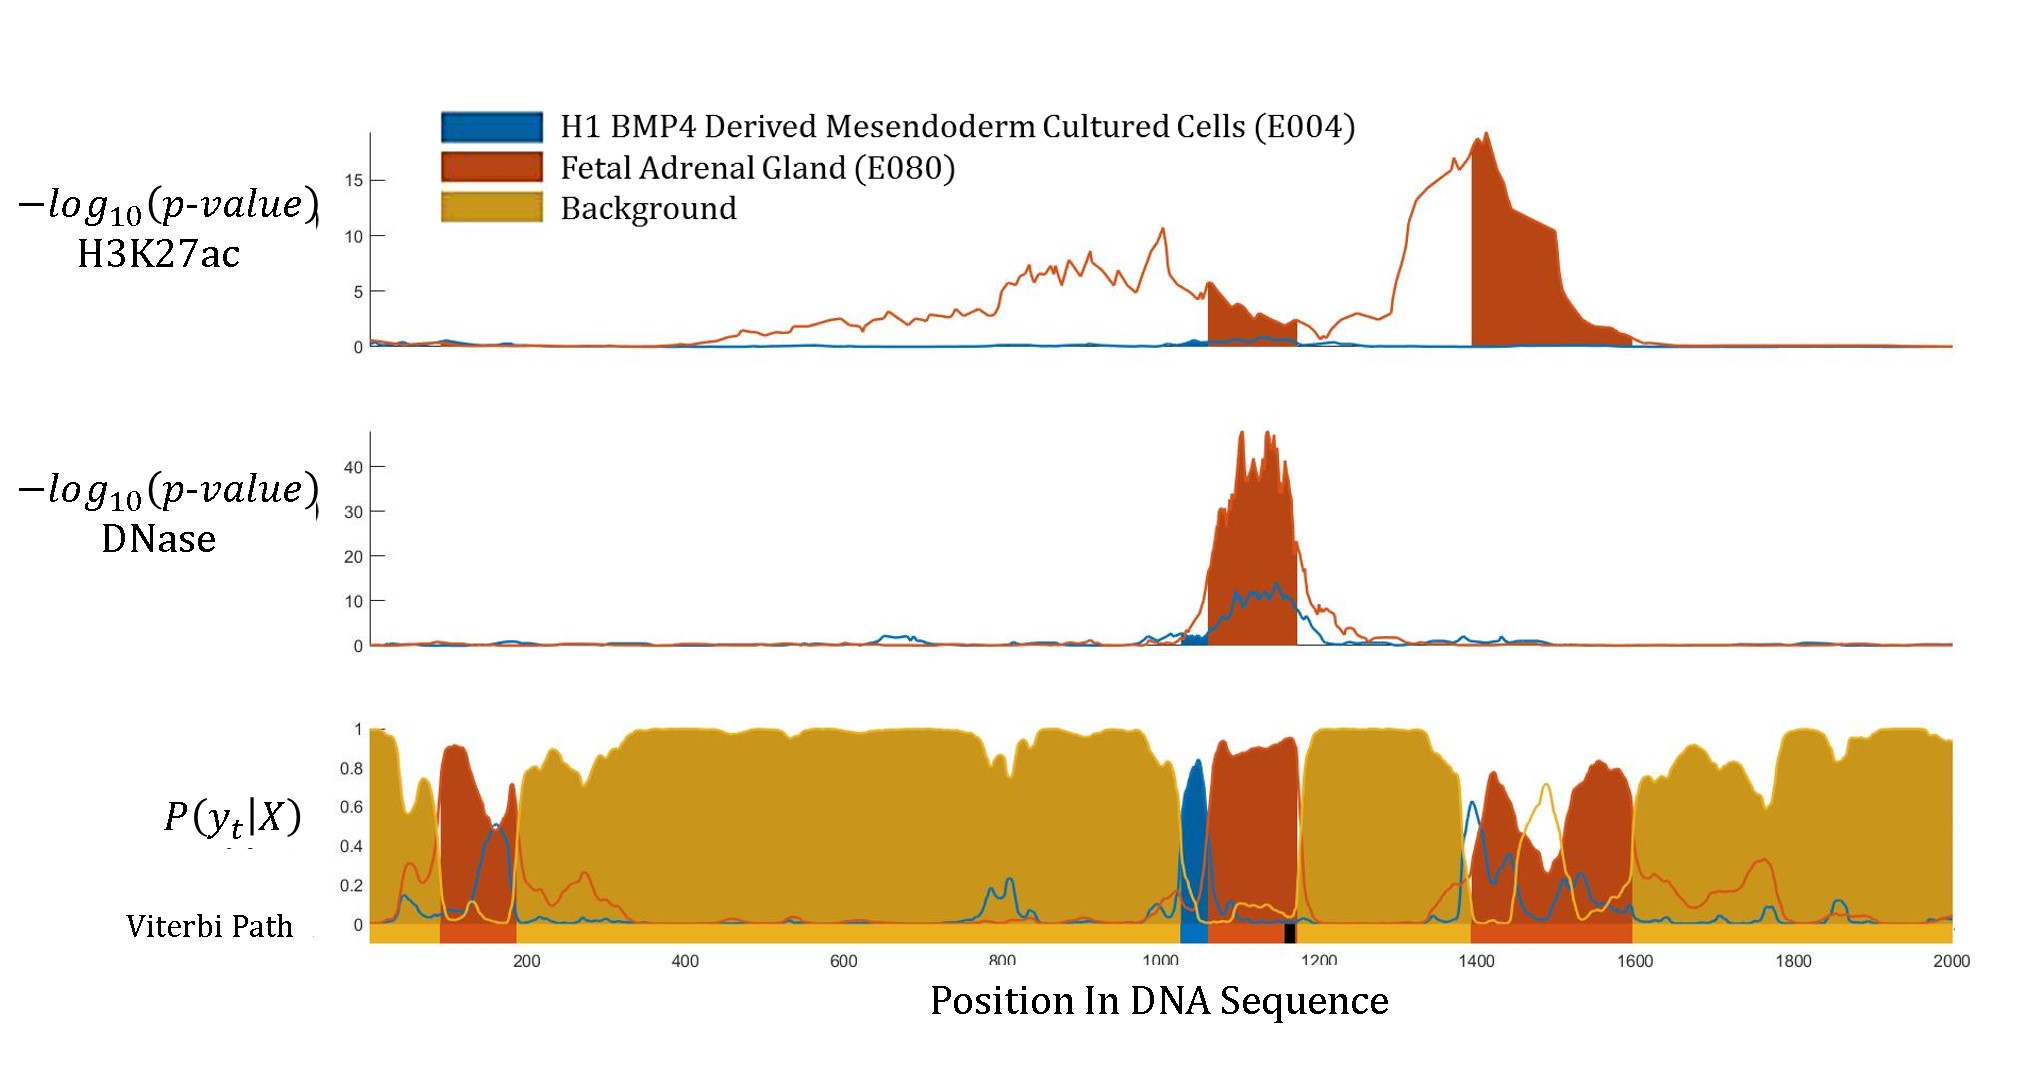 H1 BMP4 Derived Mesendoderm Cultured Cells (E004)
Fetal Adrenal Gland (E080)
Background
−log₁₀(p-value)
H3K27ac
15
10
5
0
−log₁₀(p-value)
DNase
40
30
20
10
0
P(yₜ|X)
1
0.8
0.6
0.4
0.2
0
Viterbi Path
200 400 600 800 1000 1200 1400 1600 1800 2000
Position In DNA Sequence